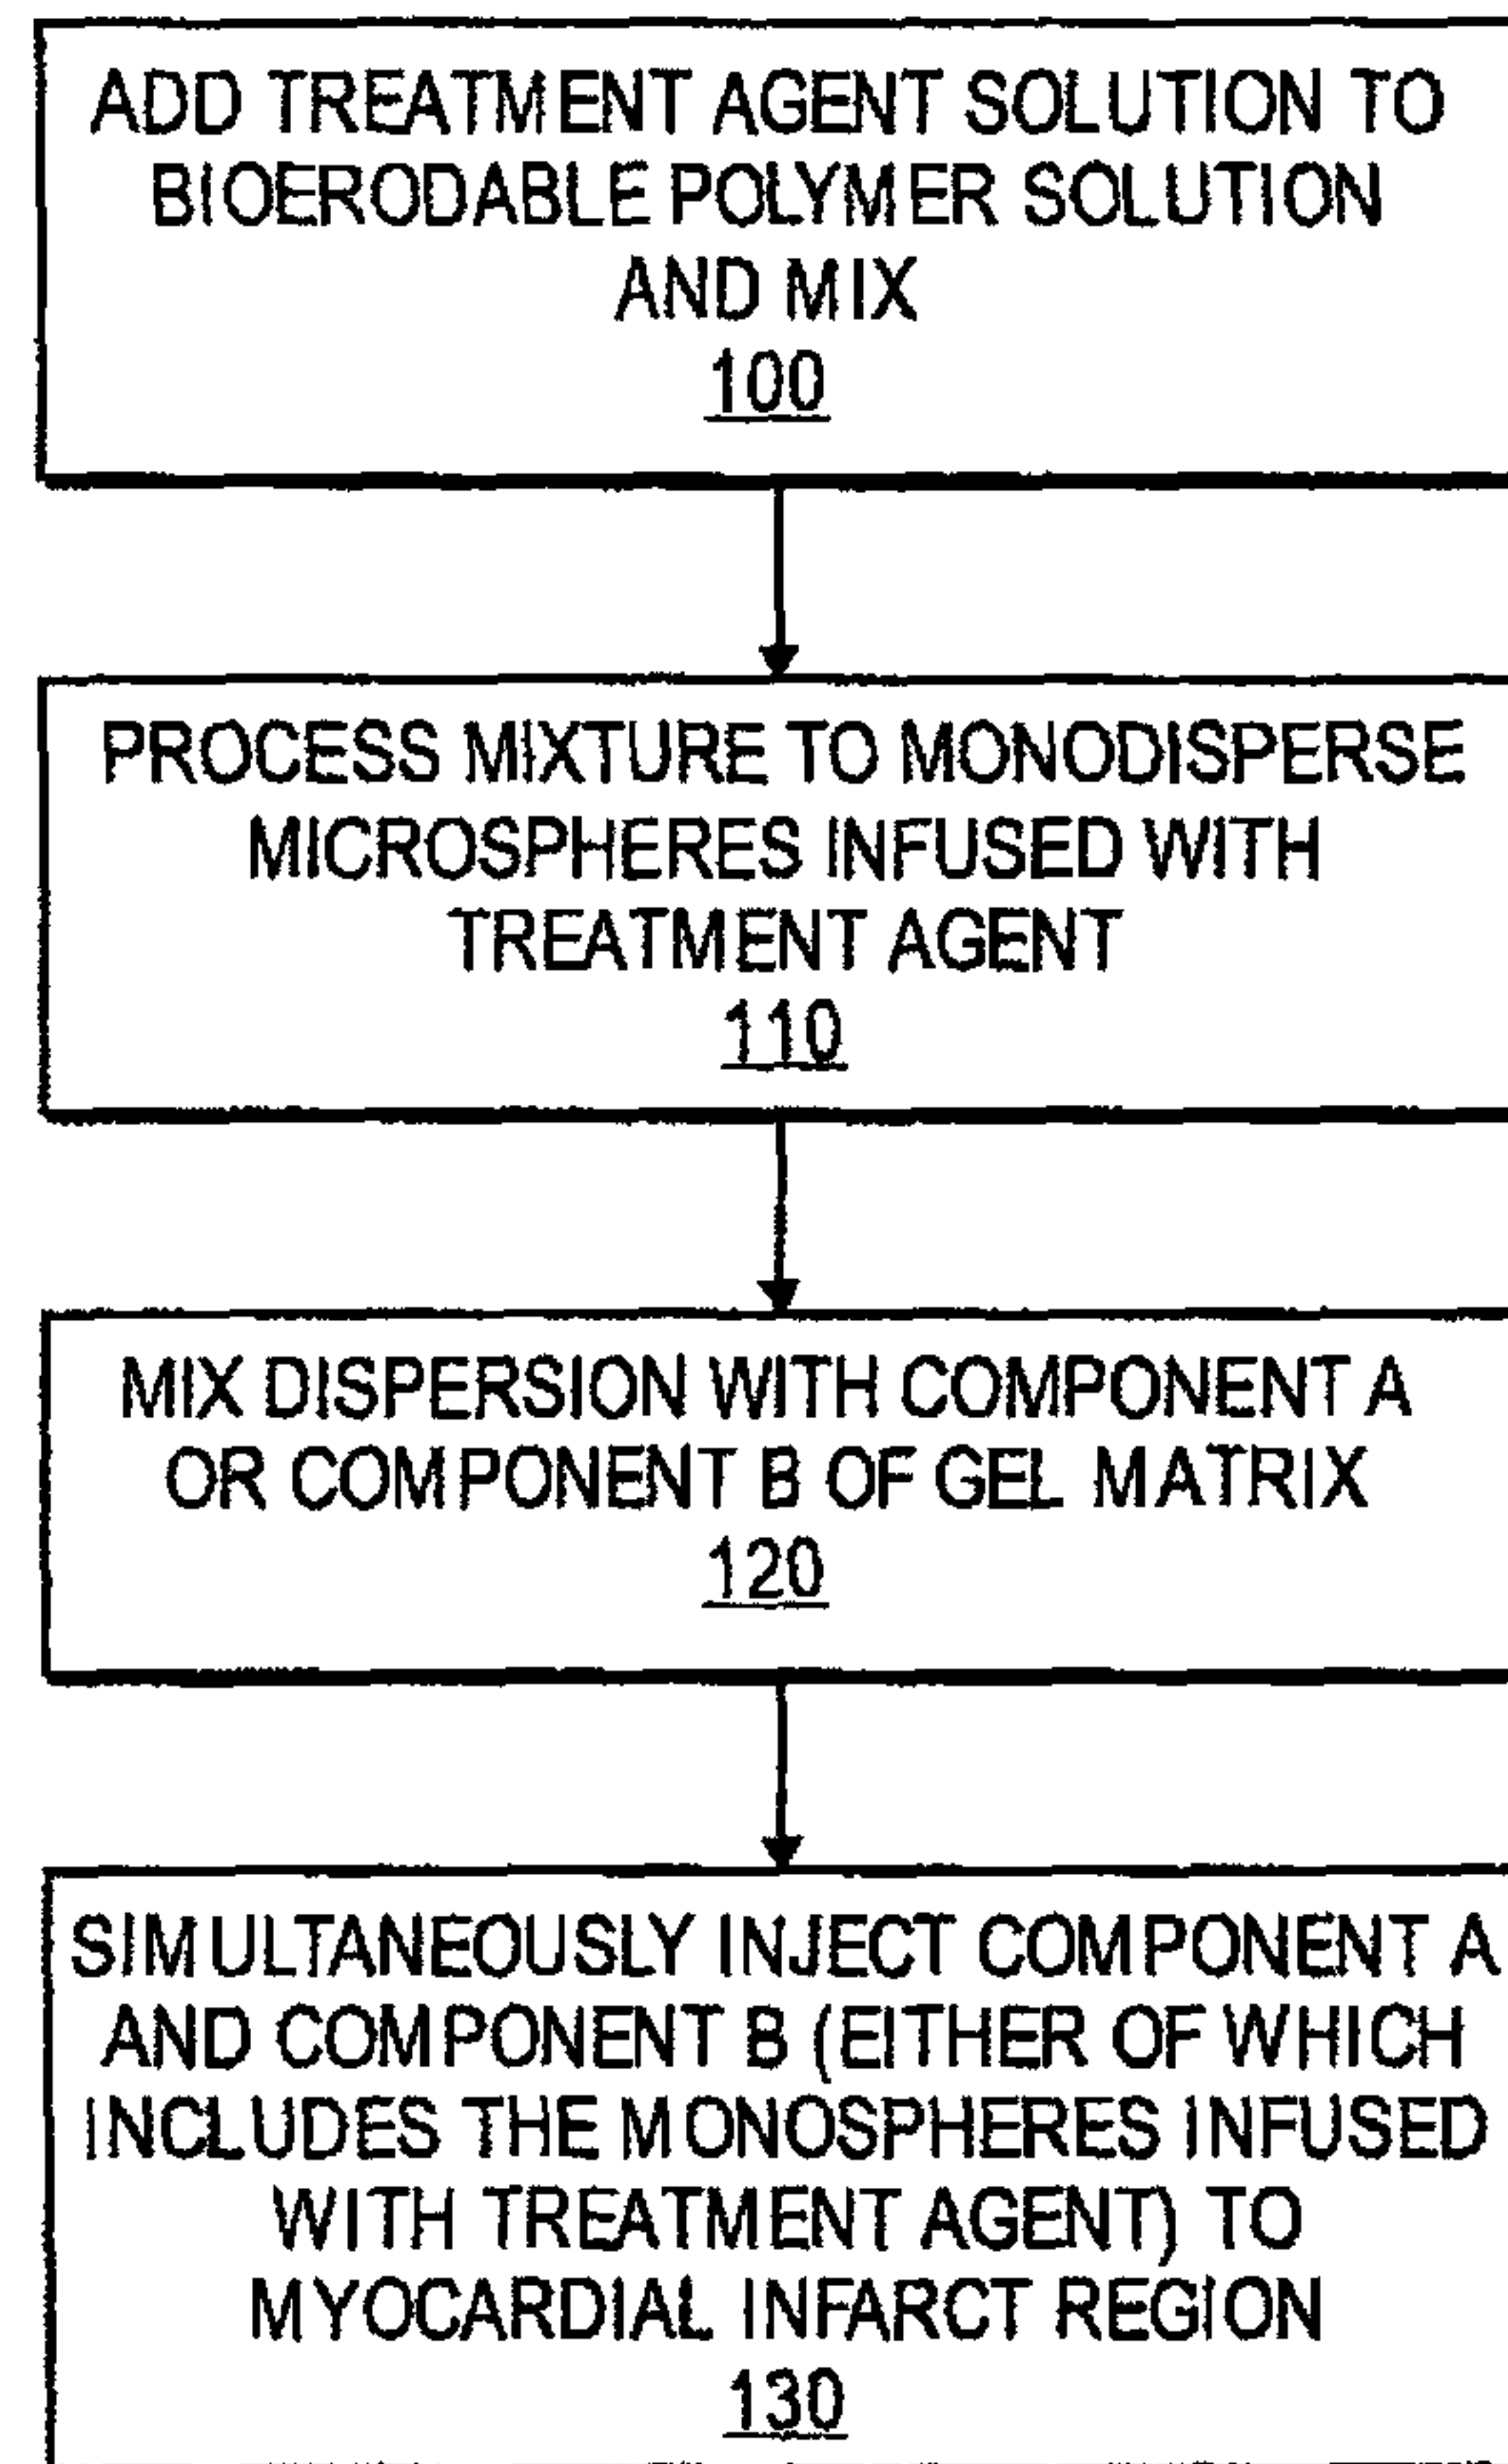 ADD TREATMENT AGENT SOLUTION TO
BIOERODABLE POLYMER SOLUTION
AND MIX
100
PROCESS MIXTURE TO MONODISPERSE
MICROSPHERES INFUSED WITH
TREATMENT AGENT
110
MIX DISPERSION WITH COMPONENT A
OR COMPONENT B OF GEL MATRIX
120
SIMULTANEOUSLY INJECT COMPONENT A
AND COMPONENT B (EITHER OF WHICH
INCLUDES THE MONOSPHERES INFUSED
WITH TREATMENT AGENT) TO
MYOCARDIAL INFARCT REGION
130